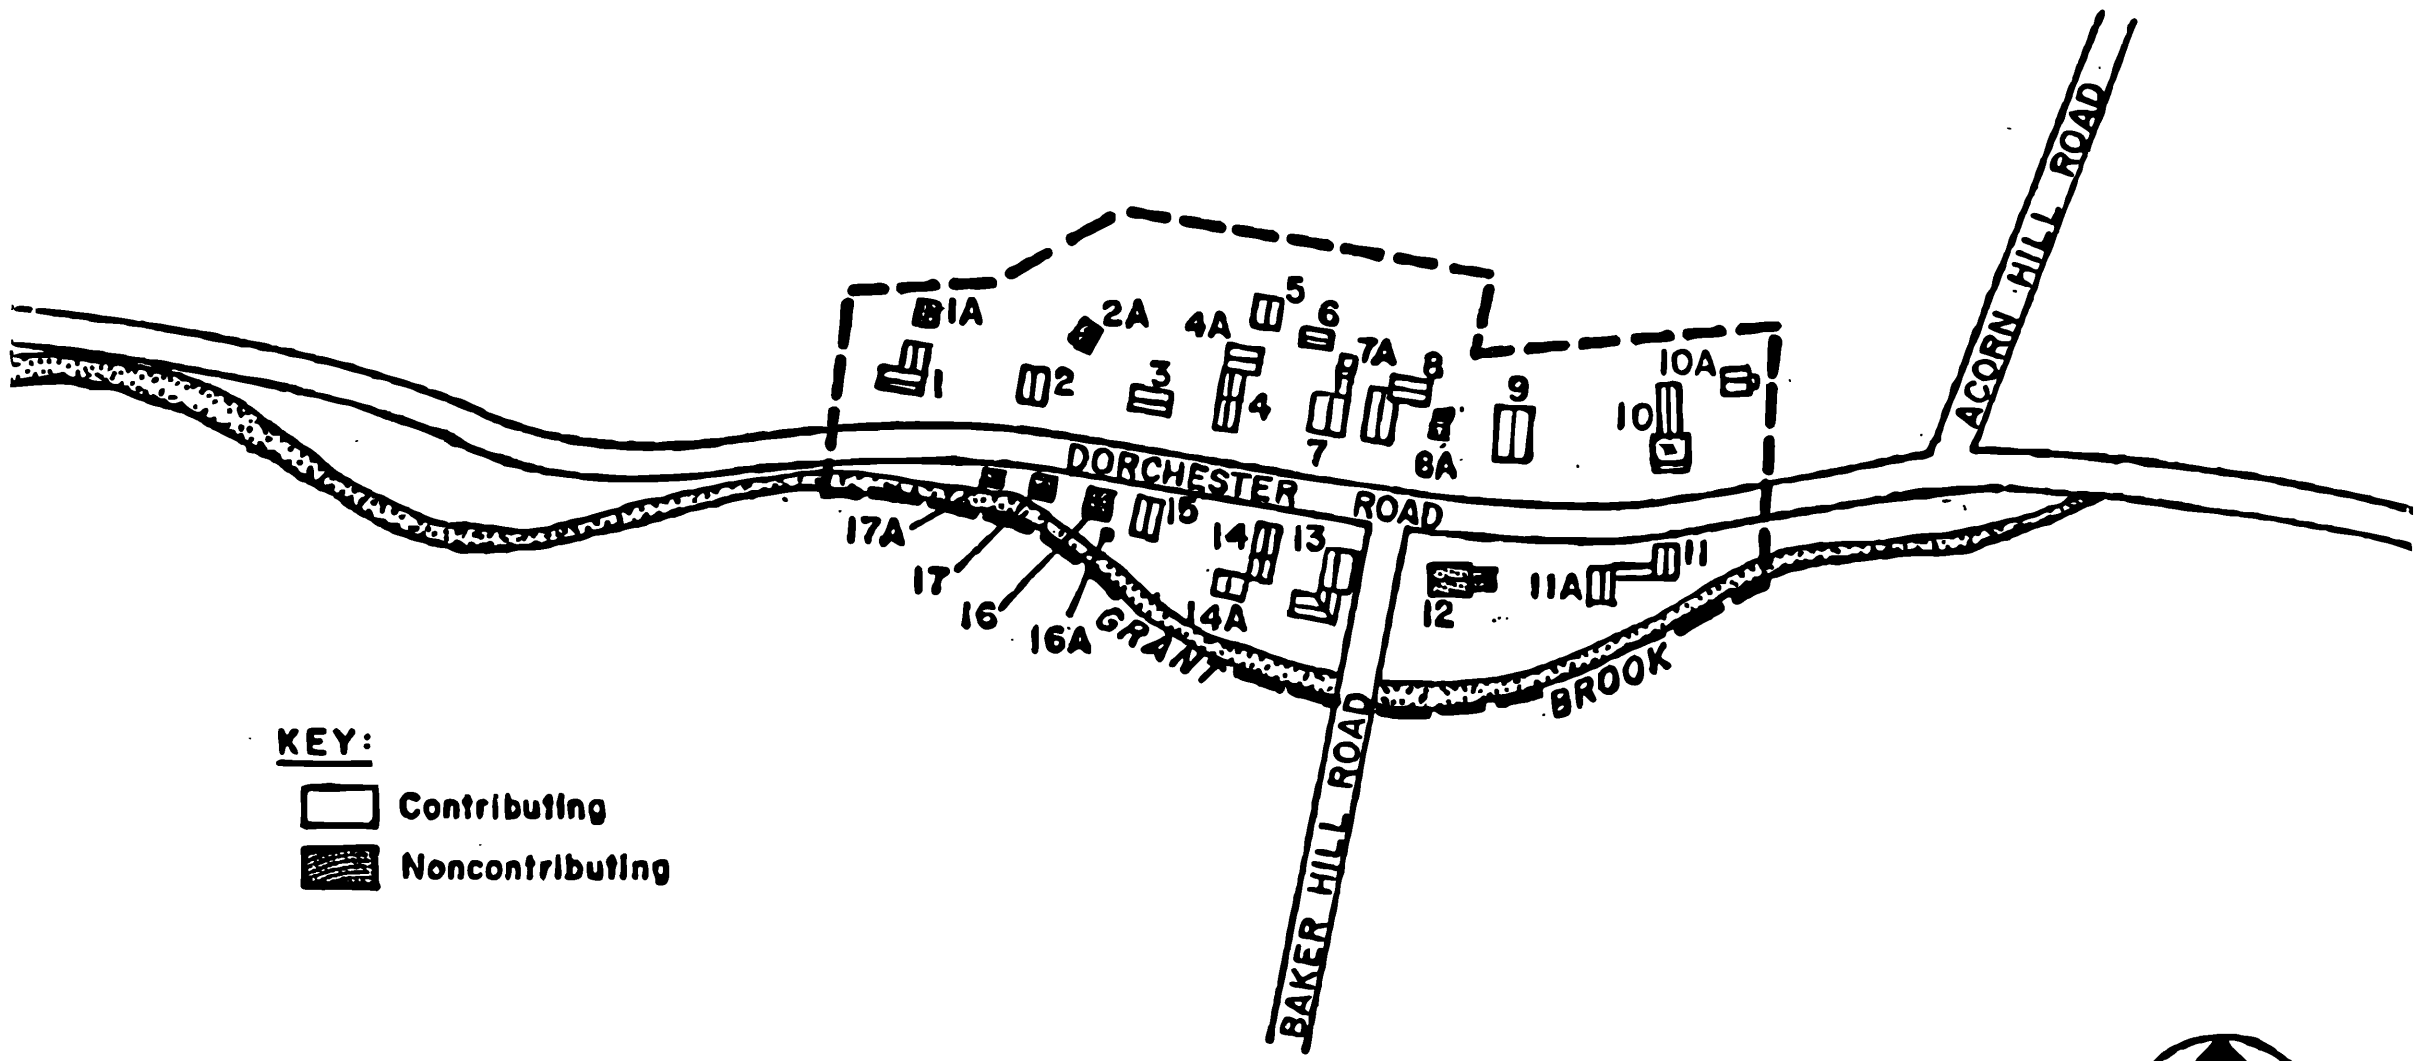 ACORN HILL ROAD
1A
2A
4A
5
6
7A
8
10A
1
2
3
4
9
10
7
8A
DORCHESTER ROAD
17A
15
14
13
11
17
16
16A
14A
12
11A
GRANT BROOK
BAKER HILL ROAD
KEY:
Contributing
Noncontributing